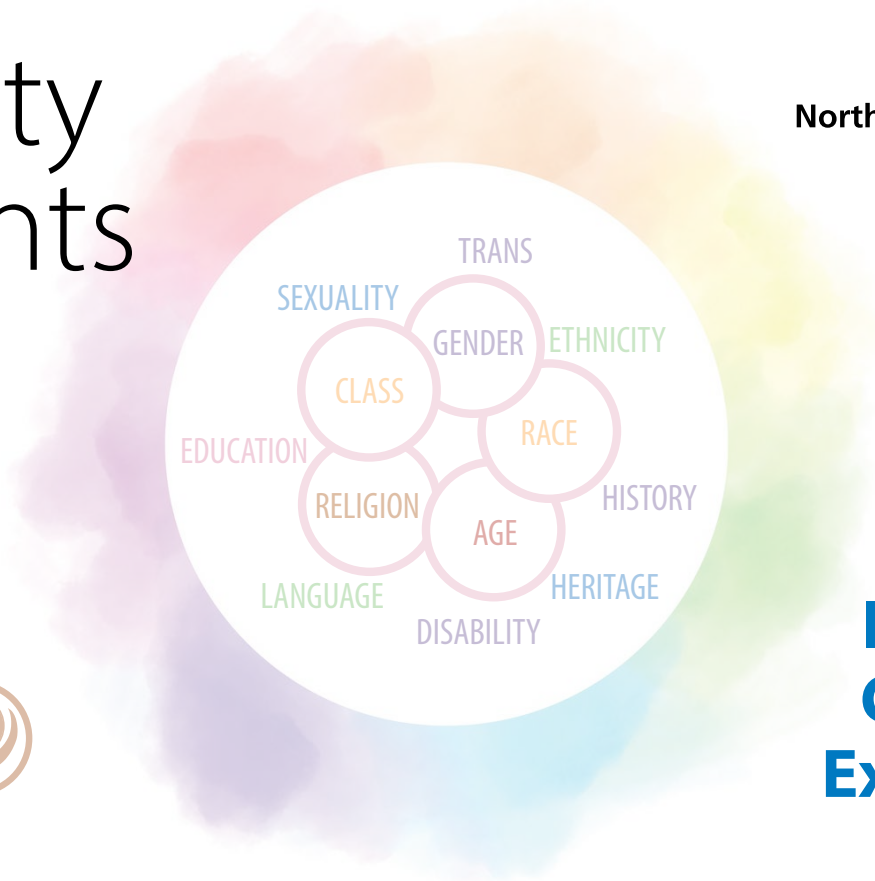 ty
nts
North
TRANS
SEXUALITY
GENDER
ETHNICITY
CLASS
RACE
EDUCATION
RELIGION
HISTORY
AGE
LANGUAGE
HERITAGE
DISABILITY
Ex